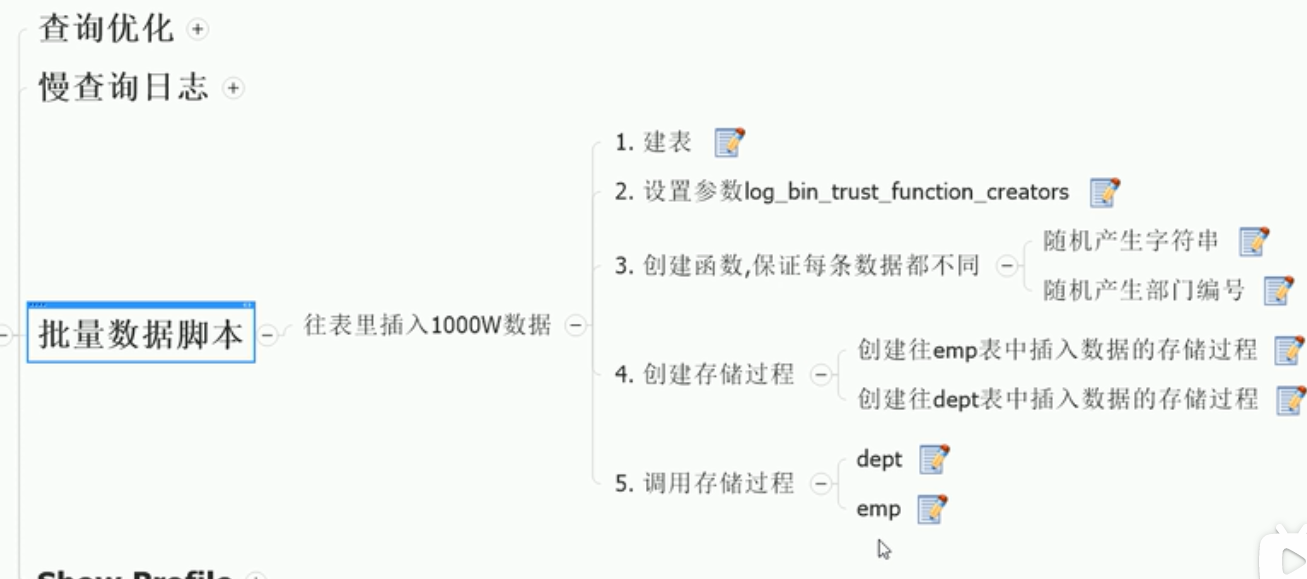 查询优化
慢查询日志
批量数据脚本
往表里插入1000W数据
1. 建表
2. 设置参数log_bin_trust_function_creators
3. 创建函数,保证每条数据都不同
随机产生字符串
随机产生部门编号
4. 创建存储过程
创建往emp表中插入数据的存储过程
创建往dept表中插入数据的存储过程
5. 调用存储过程
dept
emp
Show Profile